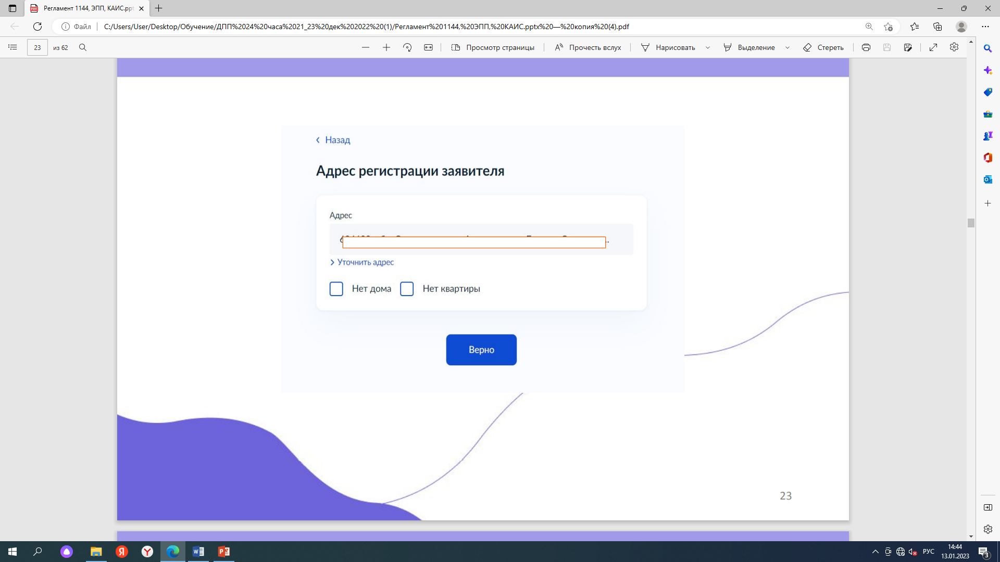 Регламент 1144, ЭПП, КАИС.ppt
Файл
C:/Users/User/Desktop/Обучение/ДПП%2024%20часа%2021_23%20дек%202022%20(1)/Регламент%201144,%20ЭПП,%20КАИС.pptx%20—%20копия%20(4).pdf
23 из 62
Просмотр страницы
Прочесть вслух
Нарисовать
Выделение
Стереть
Назад
Адрес регистрации заявителя
Адрес
Уточнить адрес
Нет дома Нет квартиры
Верно
23
РУС
14:44
13.01.2023
3